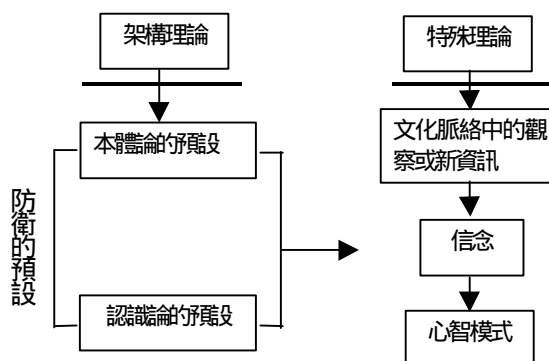 架構理論
特殊理論
本體論的預設
文化脈絡中的觀
察或新資訊
防衛的預設
信念
認識論的預設
心智模式